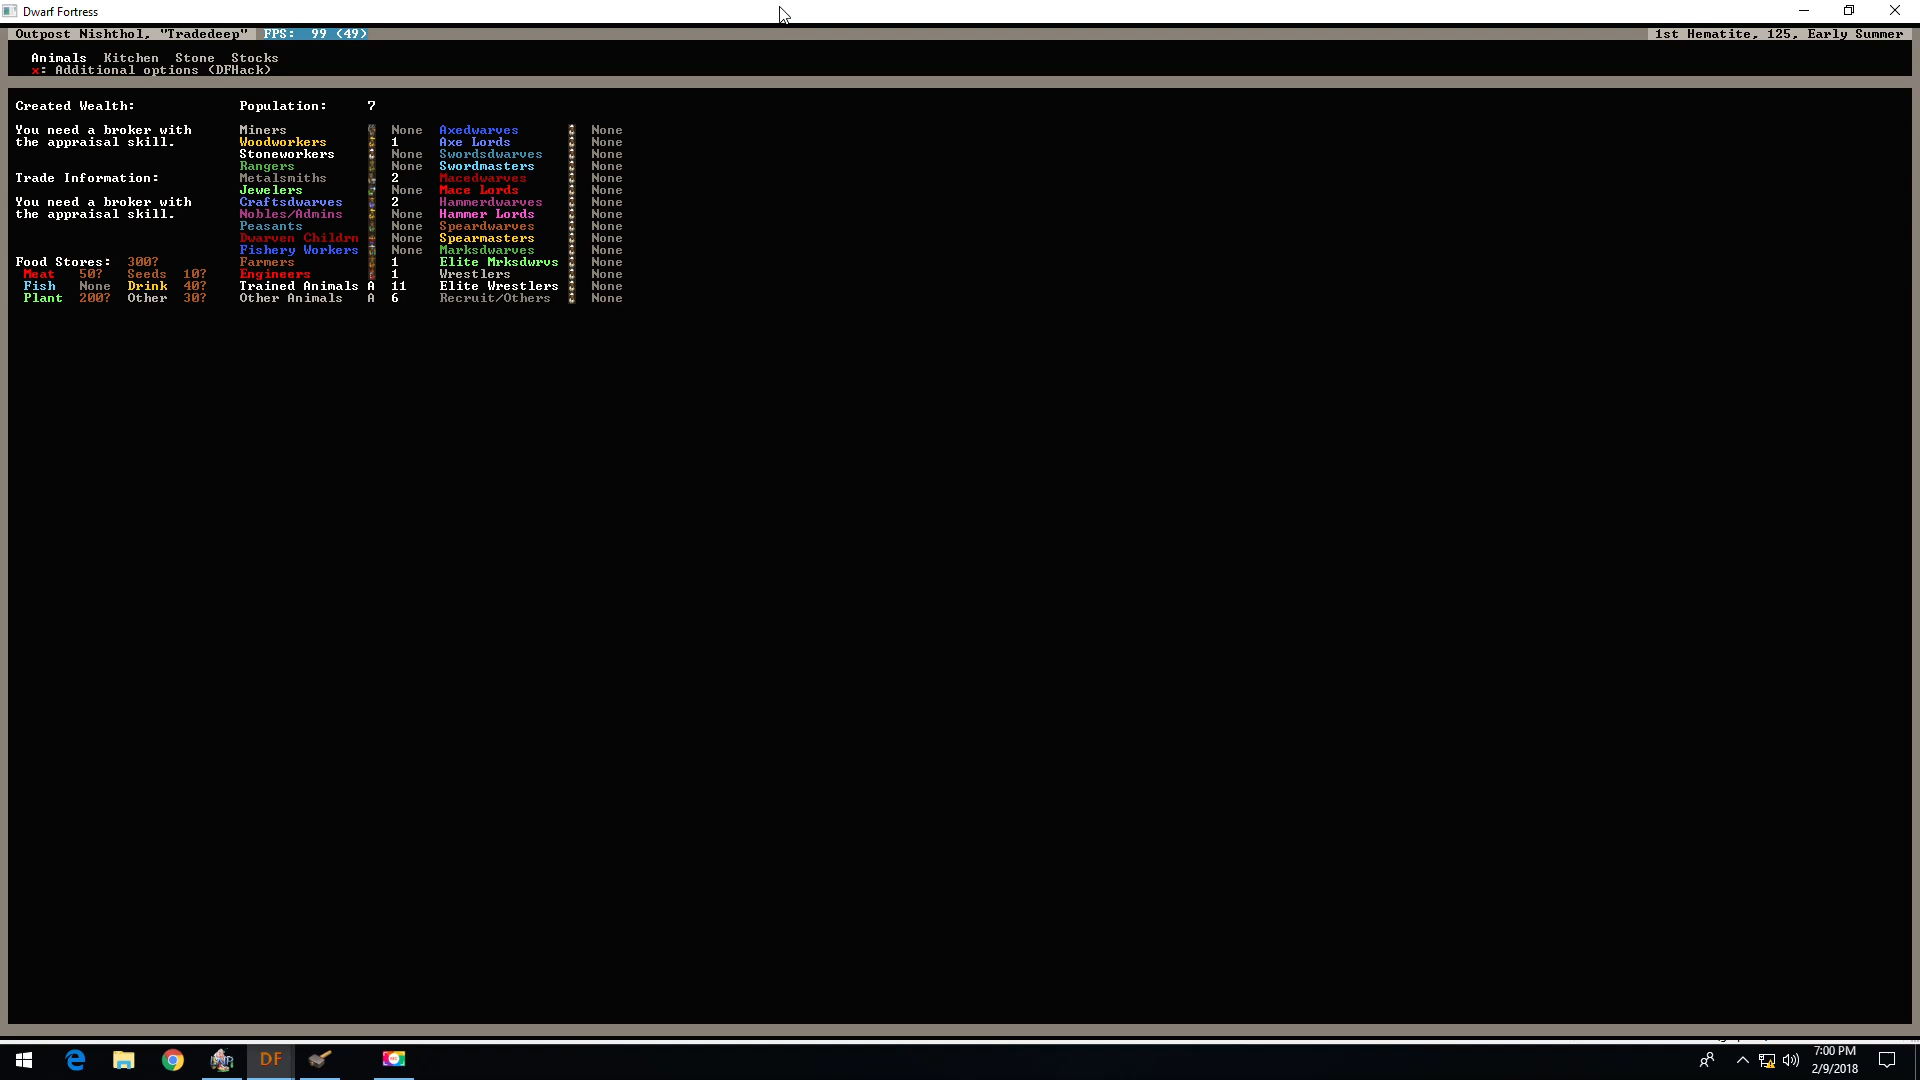 Dwarf Fortress
Outpost Nishthol, "Tradedeep" FPS: 99 (49) 1st Hematite, 125, Early Summer
Animals Kitchen Stone Stocks
x: Additional options (DFHack)
Created Wealth: Population: 7
You need a broker with Miners None Axedwarves None
the appraisal skill. Woodworkers 1 Axe Lords None
Stoneworkers None Swordsdwarves None
Rangers None Swordmasters None
Trade Information: Metalsmiths 2 Macedwarves None
Jewelers None Mace Lords None
You need a broker with Craftsdwarves 2 Hammerdwarves None
the appraisal skill. Nobles/Admins None Hammer Lords None
Peasants None Speardwarves None
Dwarven Childrn None Spearmasters None
Fishery Workers None Marksdwarves None
Food Stores: 300? Farmers 1 Elite Mrksdwrvs None
Meat 50? Seeds 10? Engineers 1 Wrestlers None
Fish None Drink 40? Trained Animals A 11 Elite Wrestlers None
Plant 200? Other 30? Other Animals A 6 Recruit/Others None
DF
7:00 PM
2/9/2018